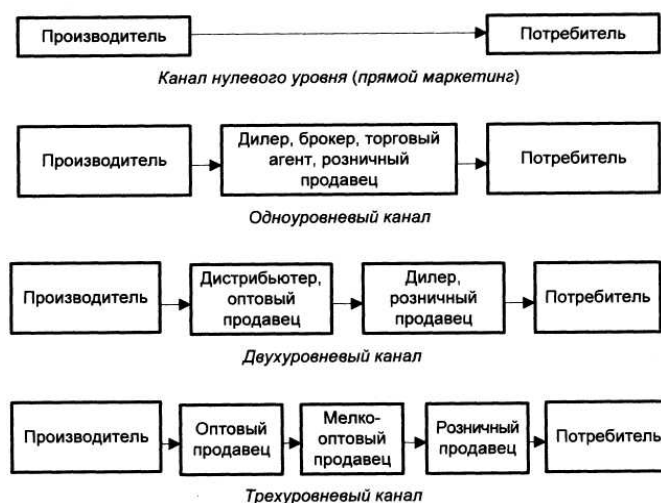 Производитель
Потребитель
Канал нулевого уровня (прямой маркетинг)
Производитель
Дилер, брокер, торговый
агент, розничный
продавец
Потребитель
Одноуровневый канал
Производитель
Дистрибьютер,
оптовый
продавец
Дилер,
розничный
продавец
Потребитель
Двухуровневый канал
Производитель
Оптовый
продавец
Мелко-
оптовый
продавец
Розничный
продавец
Потребитель
Трехуровневый канал